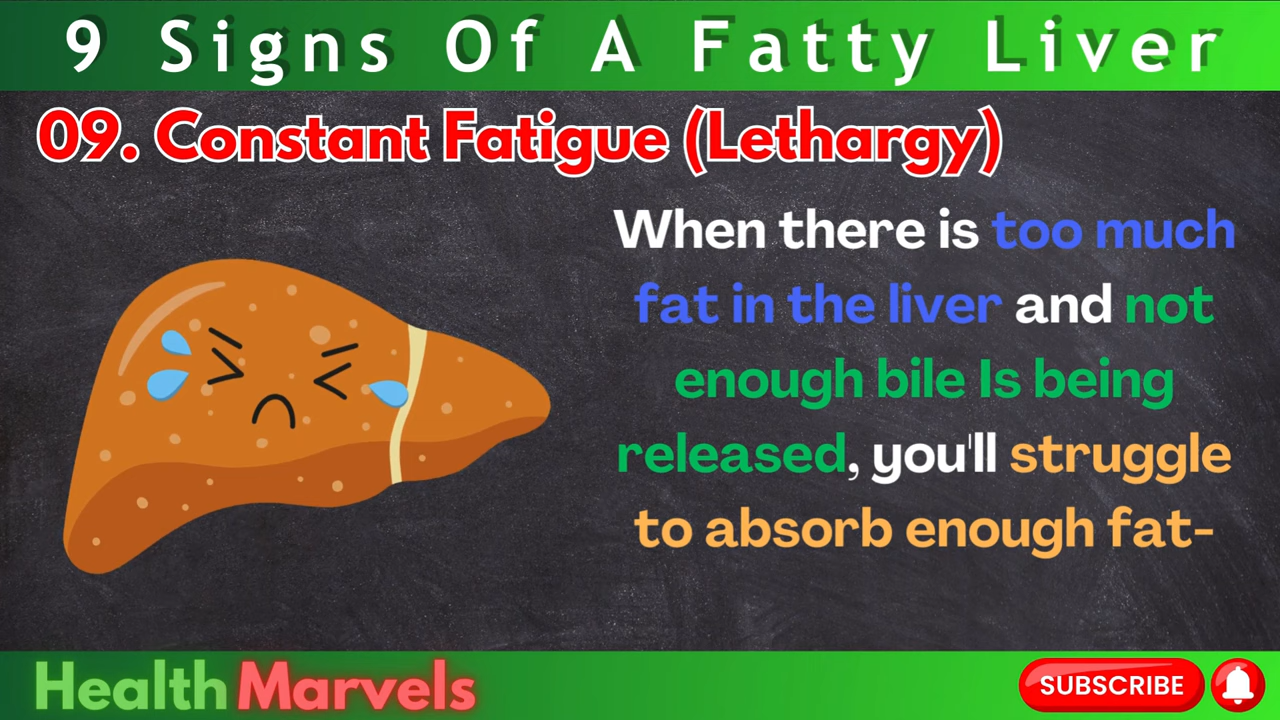 9 Signs Of A Fatty Liver
09. Constant Fatigue (Lethargy)
When there is too much
fat in the liver and not
enough bile Is being
released, you'll struggle
to absorb enough fat-
HealthMarvels
SUBSCRIBE